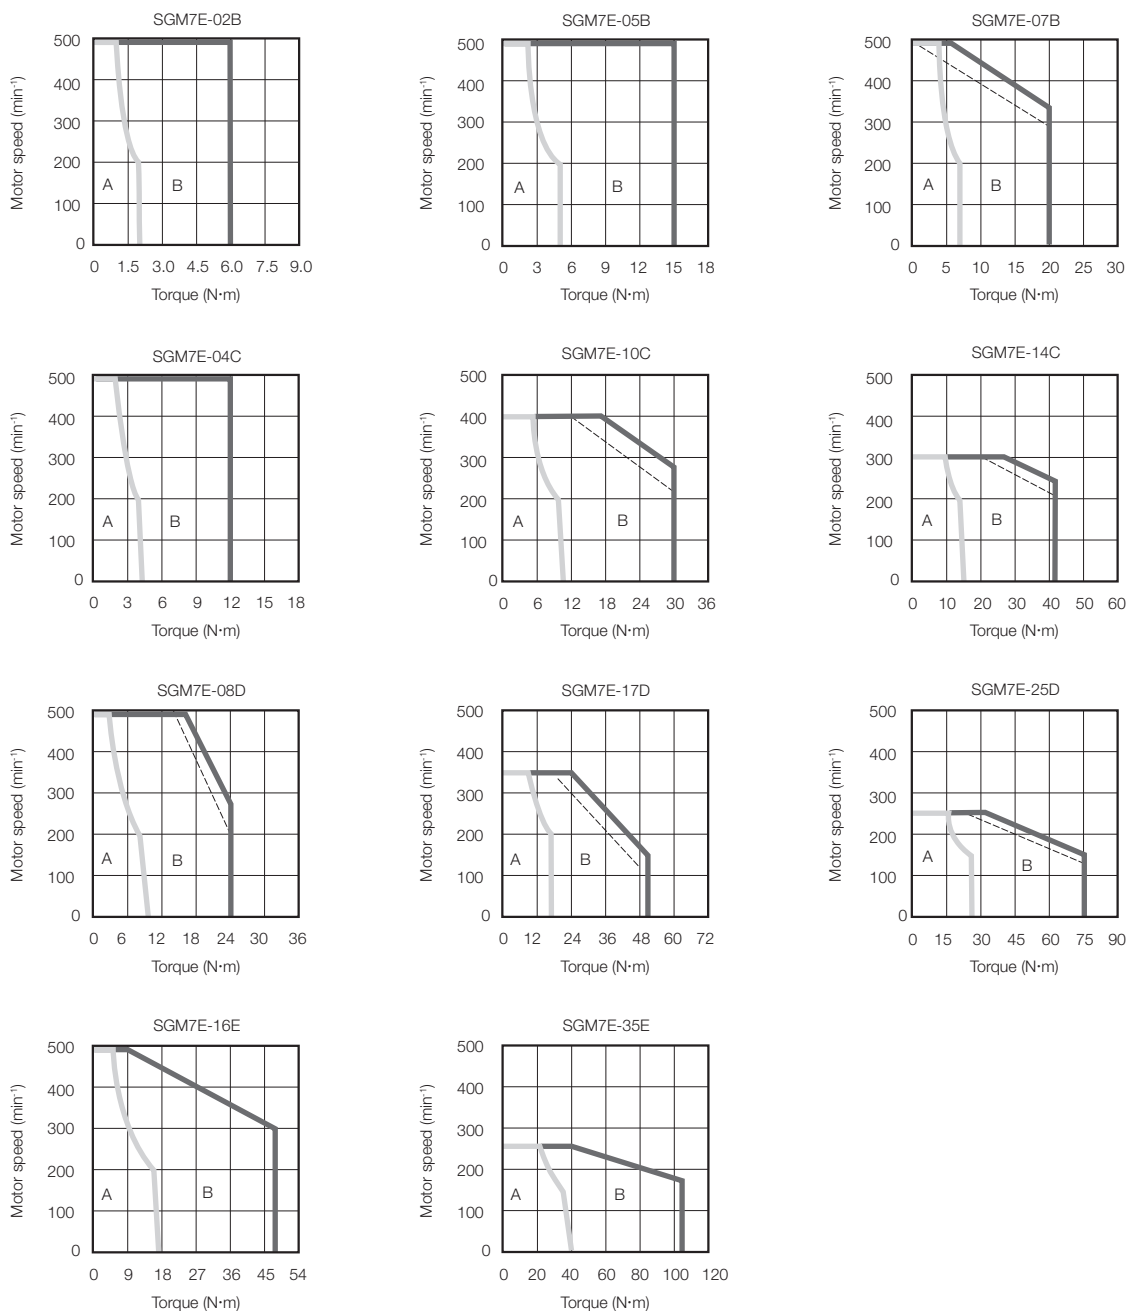 SGM7E-02B
Motor speed (min⁻¹)
500
400
300
200
100
0
A
B
0 1.5 3.0 4.5 6.0 7.5 9.0
Torque (N·m)
SGM7E-05B
Motor speed (min⁻¹)
500
400
300
200
100
0
A
B
0 3 6 9 12 15 18
Torque (N·m)
SGM7E-07B
Motor speed (min⁻¹)
500
400
300
200
100
0
A
B
0 5 10 15 20 25 30
Torque (N·m)
SGM7E-04C
Motor speed (min⁻¹)
500
400
300
200
100
0
A
B
0 3 6 9 12 15 18
Torque (N·m)
SGM7E-10C
Motor speed (min⁻¹)
500
400
300
200
100
0
A
B
0 6 12 18 24 30 36
Torque (N·m)
SGM7E-14C
Motor speed (min⁻¹)
500
400
300
200
100
0
A
B
0 10 20 30 40 50 60
Torque (N·m)
SGM7E-08D
Motor speed (min⁻¹)
500
400
300
200
100
0
A
B
0 6 12 18 24 30 36
Torque (N·m)
SGM7E-17D
Motor speed (min⁻¹)
500
400
300
200
100
0
A
B
0 12 24 36 48 60 72
Torque (N·m)
SGM7E-25D
Motor speed (min⁻¹)
500
400
300
200
100
0
A
B
0 15 30 45 60 75 90
Torque (N·m)
SGM7E-16E
Motor speed (min⁻¹)
500
400
300
200
100
0
A
B
0 9 18 27 36 45 54
Torque (N·m)
SGM7E-35E
Motor speed (min⁻¹)
500
400
300
200
100
0
A
B
0 20 40 60 80 100 120
Torque (N·m)